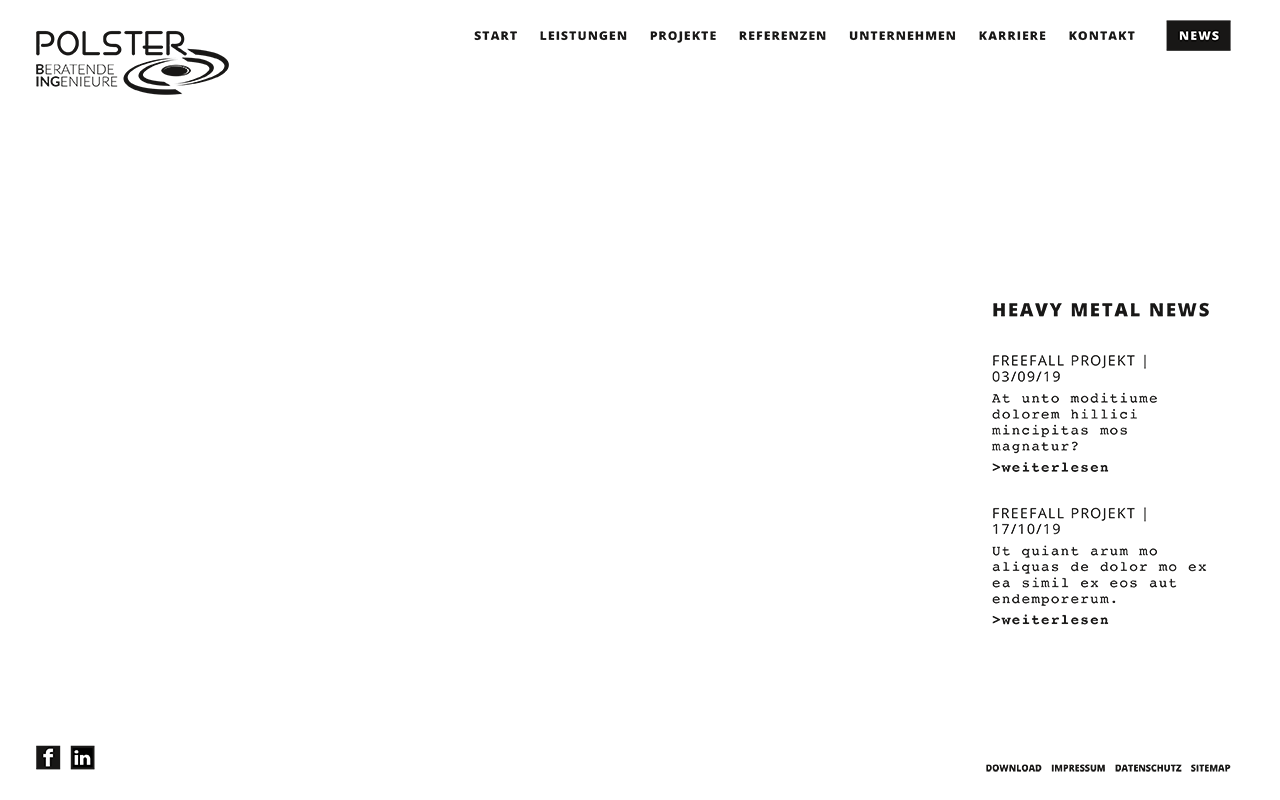 POLSTER
BERATENDE
INGENIEURE
START LEISTUNGEN PROJEKTE REFERENZEN UNTERNEHMEN KARRIERE KONTAKT NEWS
HEAVY METAL NEWS
FREEFALL PROJEKT |
03/09/19
At unto moditiume
dolorem hillici
mincipitas mos
magnatur?
>weiterlesen
FREEFALL PROJEKT |
17/10/19
Ut quiant arum mo
aliquas de dolor mo ex
ea simil ex eos aut
endemporerum.
>weiterlesen
f in
DOWNLOAD IMPRESSUM DATENSCHUTZ SITEMAP